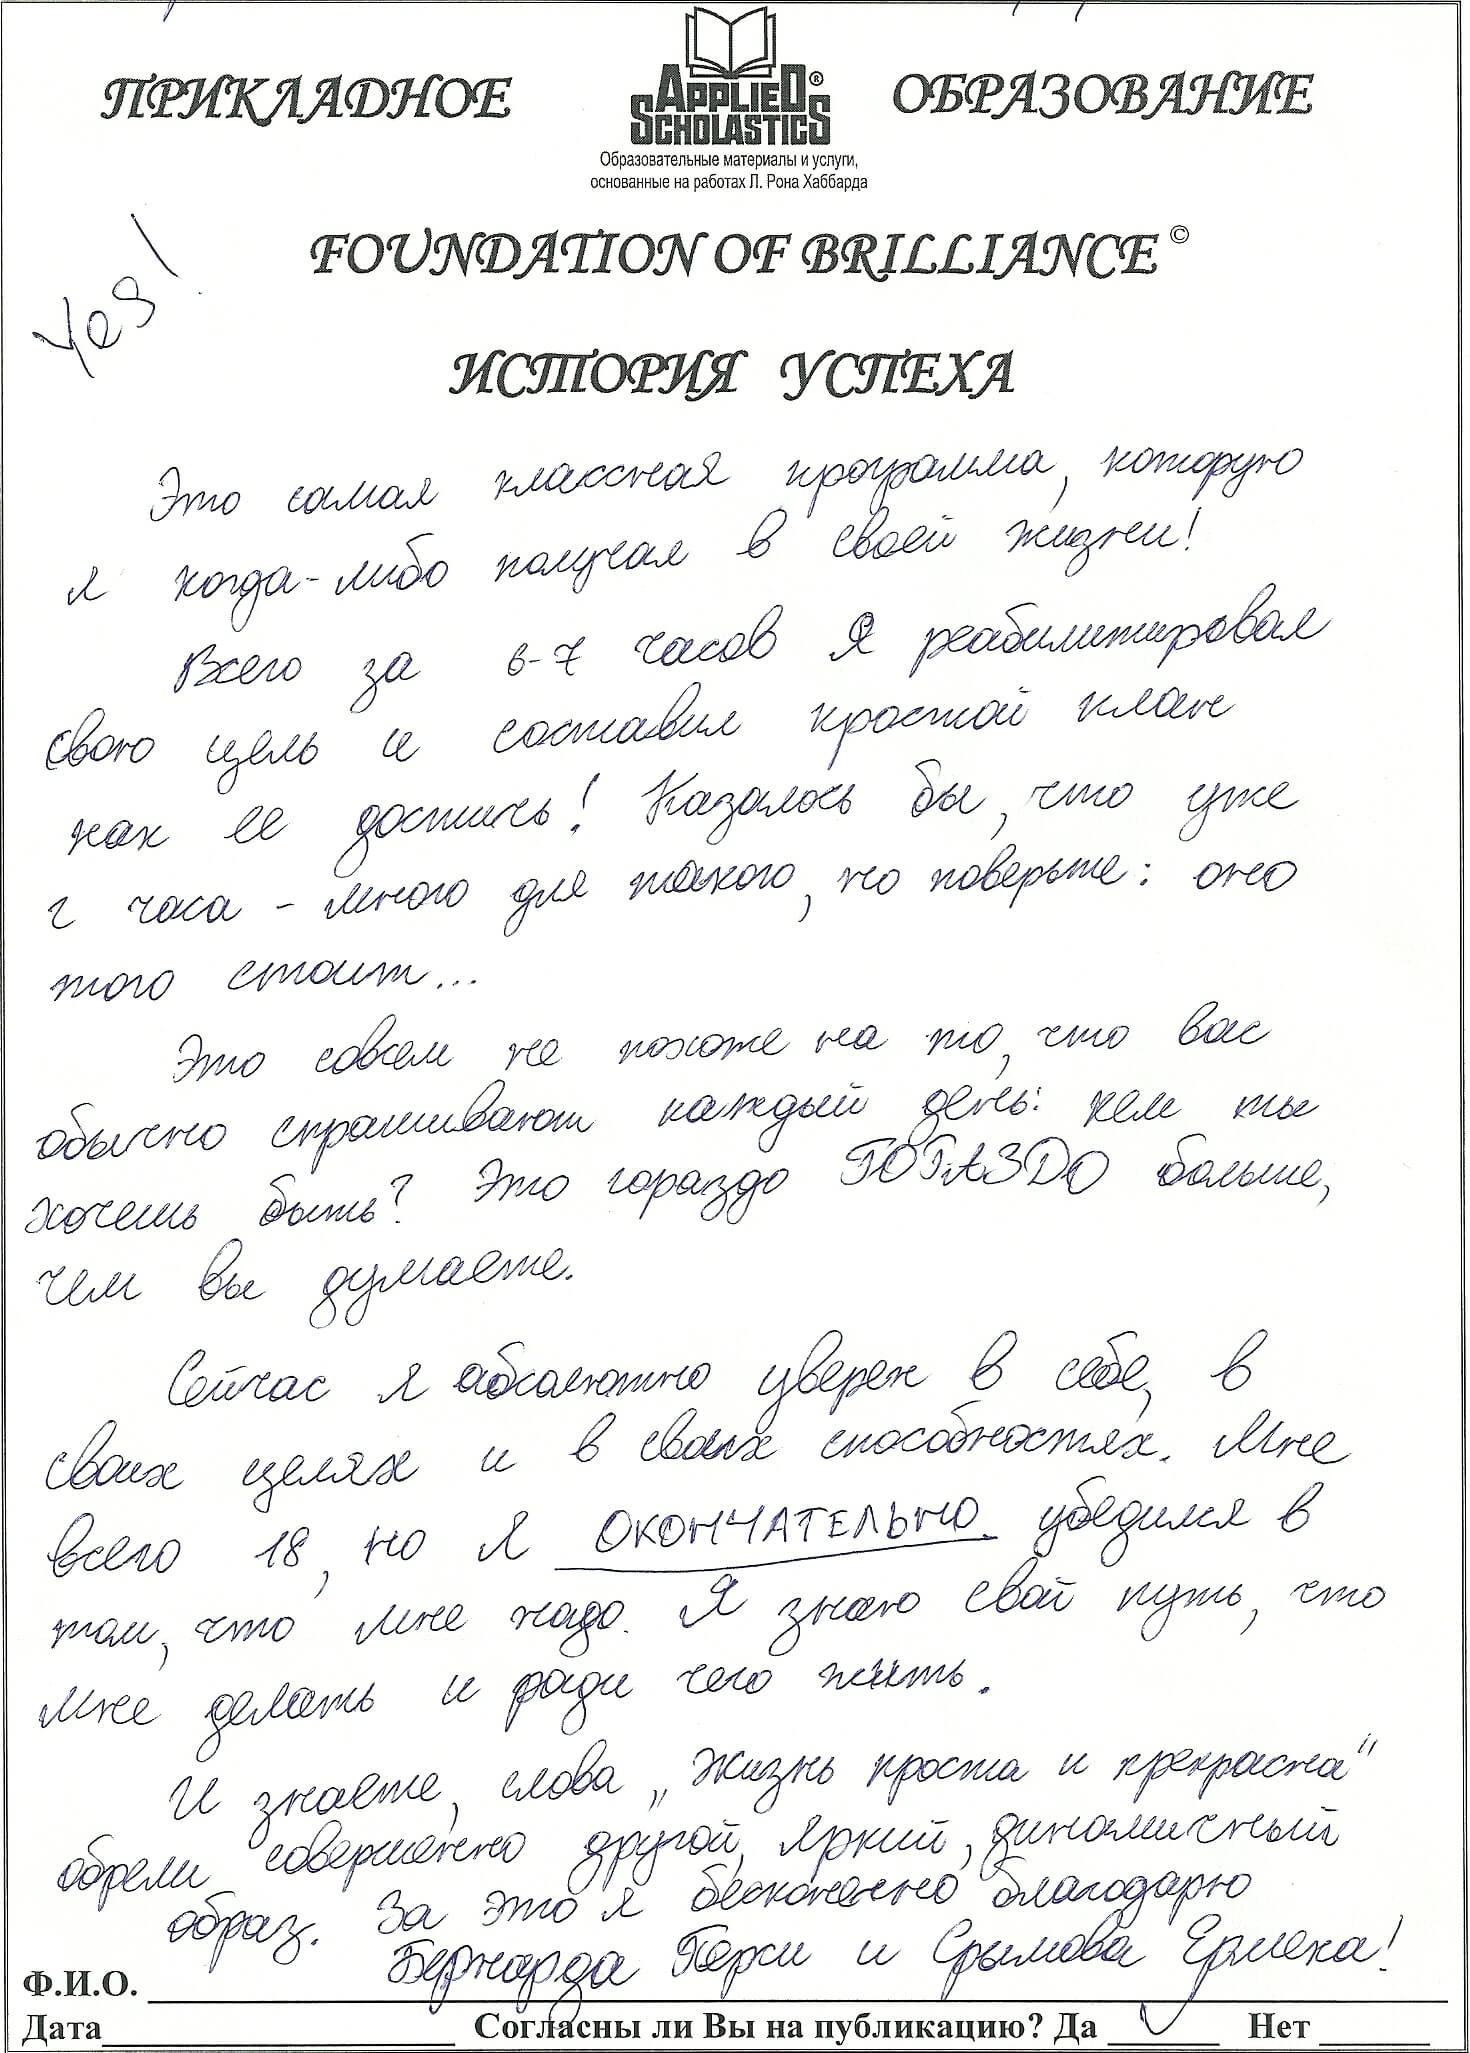 ПРИКЛАДНОЕ APPLIED SCHOLASTICS® ОБРАЗОВАНИЕ
Образовательные материалы и услуги,
основанные на работах Л. Рона Хаббарда
Yes!
FOUNDATION OF BRILLIANCE ©
ИСТОРИЯ УСПЕХА
Это самая классная программа, которую
я когда-либо получал в своей жизни!
Всего за 6-7 часов Я реабилитировал
свою цель и составил простой план
как ее достичь! Казалось бы, что уже
2 часа - много для такого, но поверьте: оно
того стоит...
Это совсем не похоже на то, что вас
обычно спрашивают каждый день: кем ты
хочешь быть? Это гораздо ГОРАЗДО больше,
чем вы думаете.
Сейчас я абсолютно уверен в себе, в
своих целях и в своих способностях. Мне
всего 18, но я ОКОНЧАТЕЛЬНО убедился в
том, что мне надо. Я знаю свой путь, что
мне делать и ради чего жить.
И знаете, слова „Жизнь проста и прекрасна“
обрели совершенно другой, яркий, динамичный
образ. За это я бесконечно благодарю
Бернарда Перси и Срымова Ермека!
Ф.И.О.
Дата Согласны ли Вы на публикацию? Да ✓ Нет